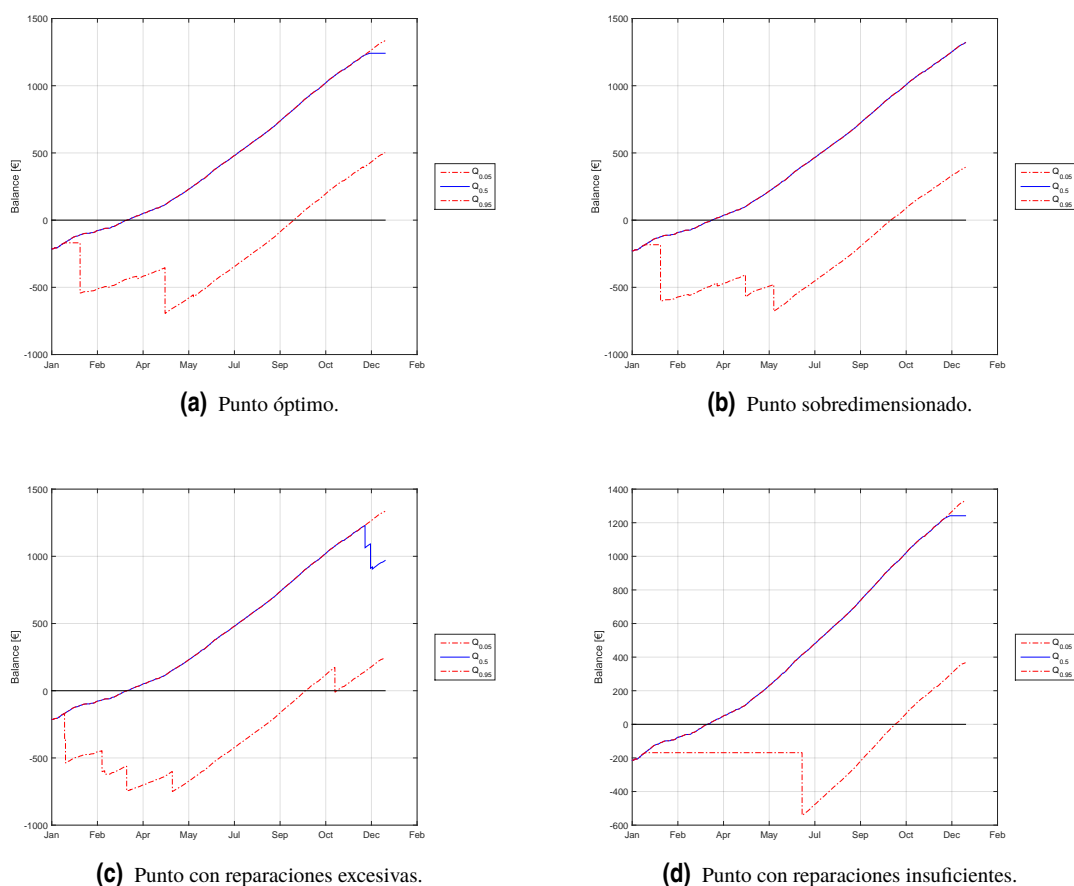 1500
1000
500
0
-500
-1000
Balance [€]
Jan Feb Apr May Jul Sep Oct Dec Feb
Q0.05
Q0.5
Q0.95
(a) Punto óptimo.
1500
1000
500
0
-500
-1000
Balance [€]
Jan Feb Apr May Jul Sep Oct Dec Feb
Q0.05
Q0.5
Q0.95
(b) Punto sobredimensionado.
1500
1000
500
0
-500
-1000
Balance [€]
Jan Feb Apr May Jul Sep Oct Dec Feb
Q0.05
Q0.5
Q0.95
(c) Punto con reparaciones excesivas.
1400
1200
1000
800
600
400
200
0
-200
-400
-600
Balance [€]
Jan Feb Apr May Jul Aug Oct Dec Feb
Q0.05
Q0.5
Q0.95
(d) Punto con reparaciones insuficientes.